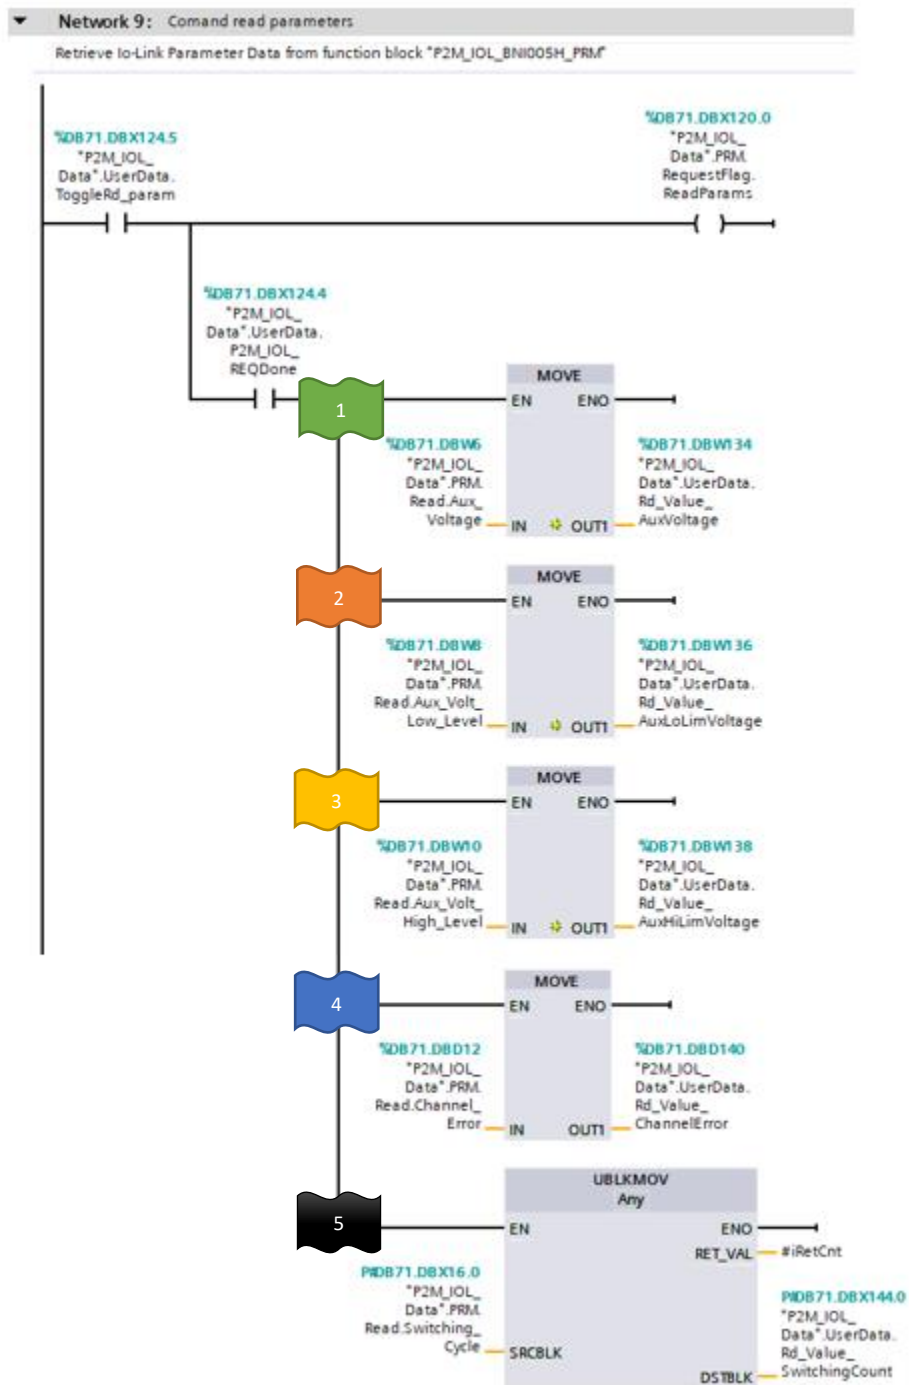 Network 9: Comand read parameters
Retrieve Io-Link Parameter Data from function block "P2M_IOL_BNI005H_PRM"
%DB71.DBX124.5
"P2M_IOL_
Data".UserData.
ToggleRd_param
%DB71.DBX120.0
"P2M_IOL_
Data".PRM.
RequestFlag.
ReadParams
%DB71.DBX124.4
"P2M_IOL_
Data".UserData.
P2M_IOL_
REQDone
1
MOVE
EN ENO
%DB71.DBW6
"P2M_IOL_
Data".PRM.
Read.Aux_
Voltage
IN OUT1
%DB71.DBW134
"P2M_IOL_
Data".UserData.
Rd_Value_
AuxVoltage
2
MOVE
EN ENO
%DB71.DBW8
"P2M_IOL_
Data".PRM.
Read.Aux_Volt_
Low_Level
IN OUT1
%DB71.DBW136
"P2M_IOL_
Data".UserData.
Rd_Value_
AuxLoLimVoltage
3
MOVE
EN ENO
%DB71.DBW10
"P2M_IOL_
Data".PRM.
Read.Aux_Volt_
High_Level
IN OUT1
%DB71.DBW138
"P2M_IOL_
Data".UserData.
Rd_Value_
AuxHiLimVoltage
4
MOVE
EN ENO
%DB71.DBD12
"P2M_IOL_
Data".PRM.
Read.Channel_
Error
IN OUT1
%DB71.DBD140
"P2M_IOL_
Data".UserData.
Rd_Value_
ChannelError
5
UBLKMOV
Any
EN ENO
RET_VAL #iRetCnt
P#DB71.DBX16.0
"P2M_IOL_
Data".PRM.
Read.Switching_
Cycle
SRCBLK
P#DB71.DBX144.0
"P2M_IOL_
Data".UserData.
Rd_Value_
SwitchingCount
DSTBLK